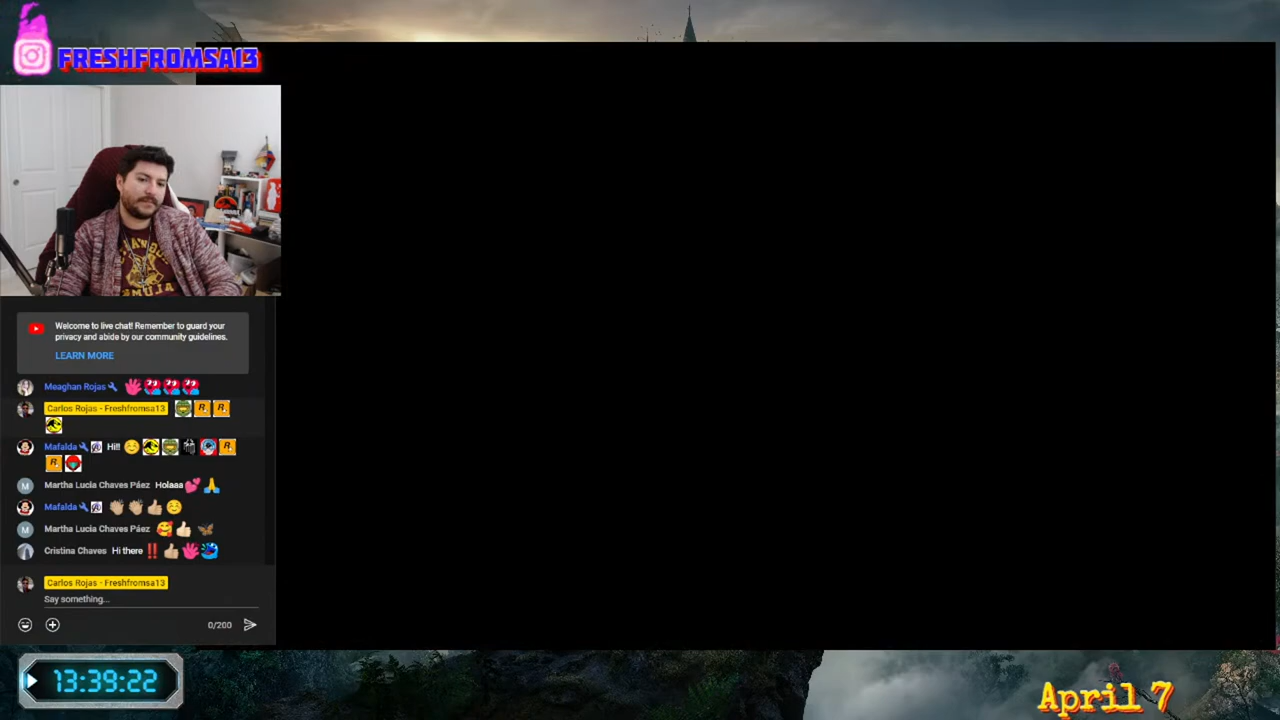 FRESHFROMSA13
Welcome to live chat! Remember to guard your
privacy and abide by our community guidelines.
LEARN MORE
Meaghan Rojas
Carlos Rojas - Freshfromsa13
Mafalda Hi!!
Martha Lucia Chaves Páez Holaaa
Mafalda
Martha Lucia Chaves Páez
Cristina Chaves Hi there
Carlos Rojas - Freshfromsa13
Say something...
0/200
13:39:22
April 7